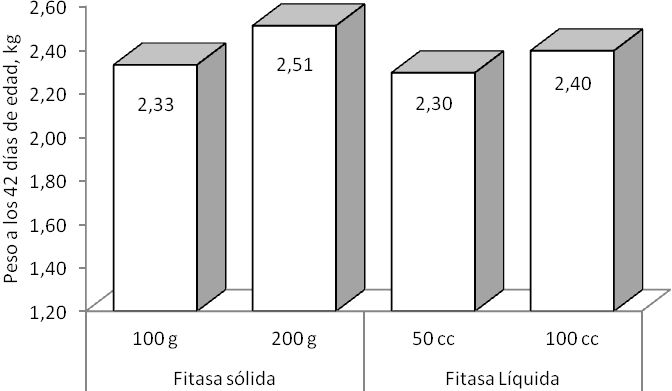 Peso a los 42 días de edad, kg
2,60
2,40
2,20
2,00
1,80
1,60
1,40
1,20
2,33
2,51
2,30
2,40
100 g
200 g
50 cc
100 cc
Fitasa sólida
Fitasa Líquida